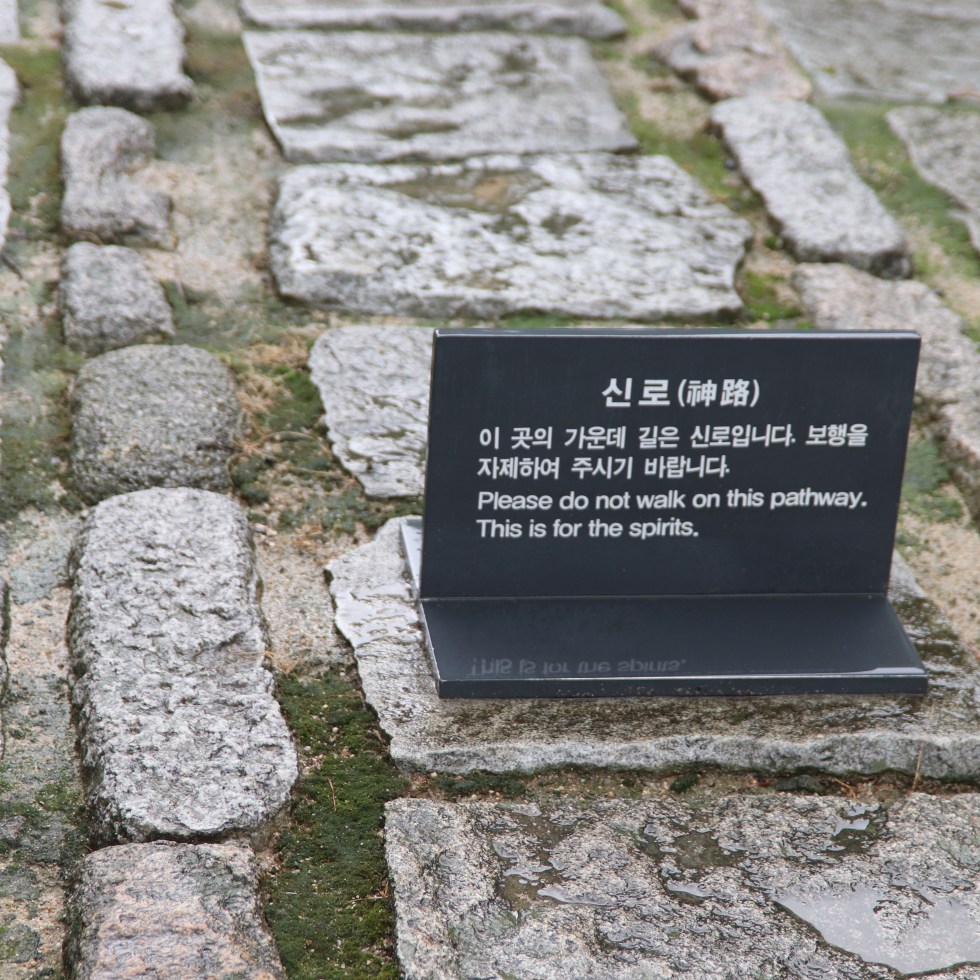 신로(神路)
이 곳의 가운데 길은 신로입니다. 보행을
자제하여 주시기 바랍니다.
Please do not walk on this pathway.
This is for the spirits.